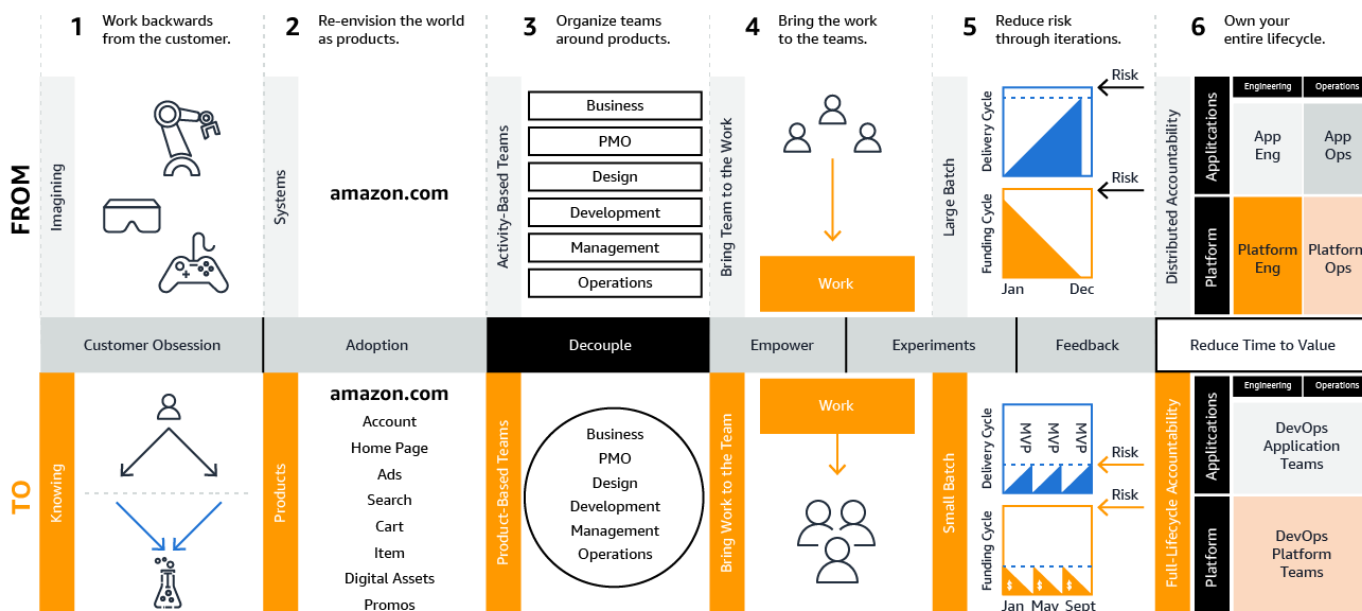 1 Work backwards
from the customer.
2 Re-envision the world
as products.
3 Organize teams
around products.
4 Bring the work
to the teams.
5 Reduce risk
through iterations.
6 Own your
entire lifecycle.
FROM
Imagining
Systems
amazon.com
Activity-Based Teams
Business
PMO
Design
Development
Management
Operations
Bring Team to the Work
Work
Large Batch
Delivery Cycle
Risk
Funding Cycle
Risk
Jan Dec
Distributed Accountability
Engineering Operations
Applitcations
App
Eng
App
Ops
Platform
Platform
Eng
Platform
Ops
Customer Obsession
Adoption
Decouple
Empower
Experiments
Feedback
Reduce Time to Value
TO
Knowing
Products
amazon.com
Account
Home Page
Ads
Search
Cart
Item
Digital Assets
Promos
Product-Based Teams
Business
PMO
Design
Development
Management
Operations
Bring Work to the Team
Work
Small Batch
Delivery Cycle
MVP
MVP
MVP
Risk
Funding Cycle
Risk
$ $ $
Jan May Sept
Full-Lifecycle Accountability
Engineering Operations
Applitcations
DevOps
Application
Teams
Platform
DevOps
Platform
Teams